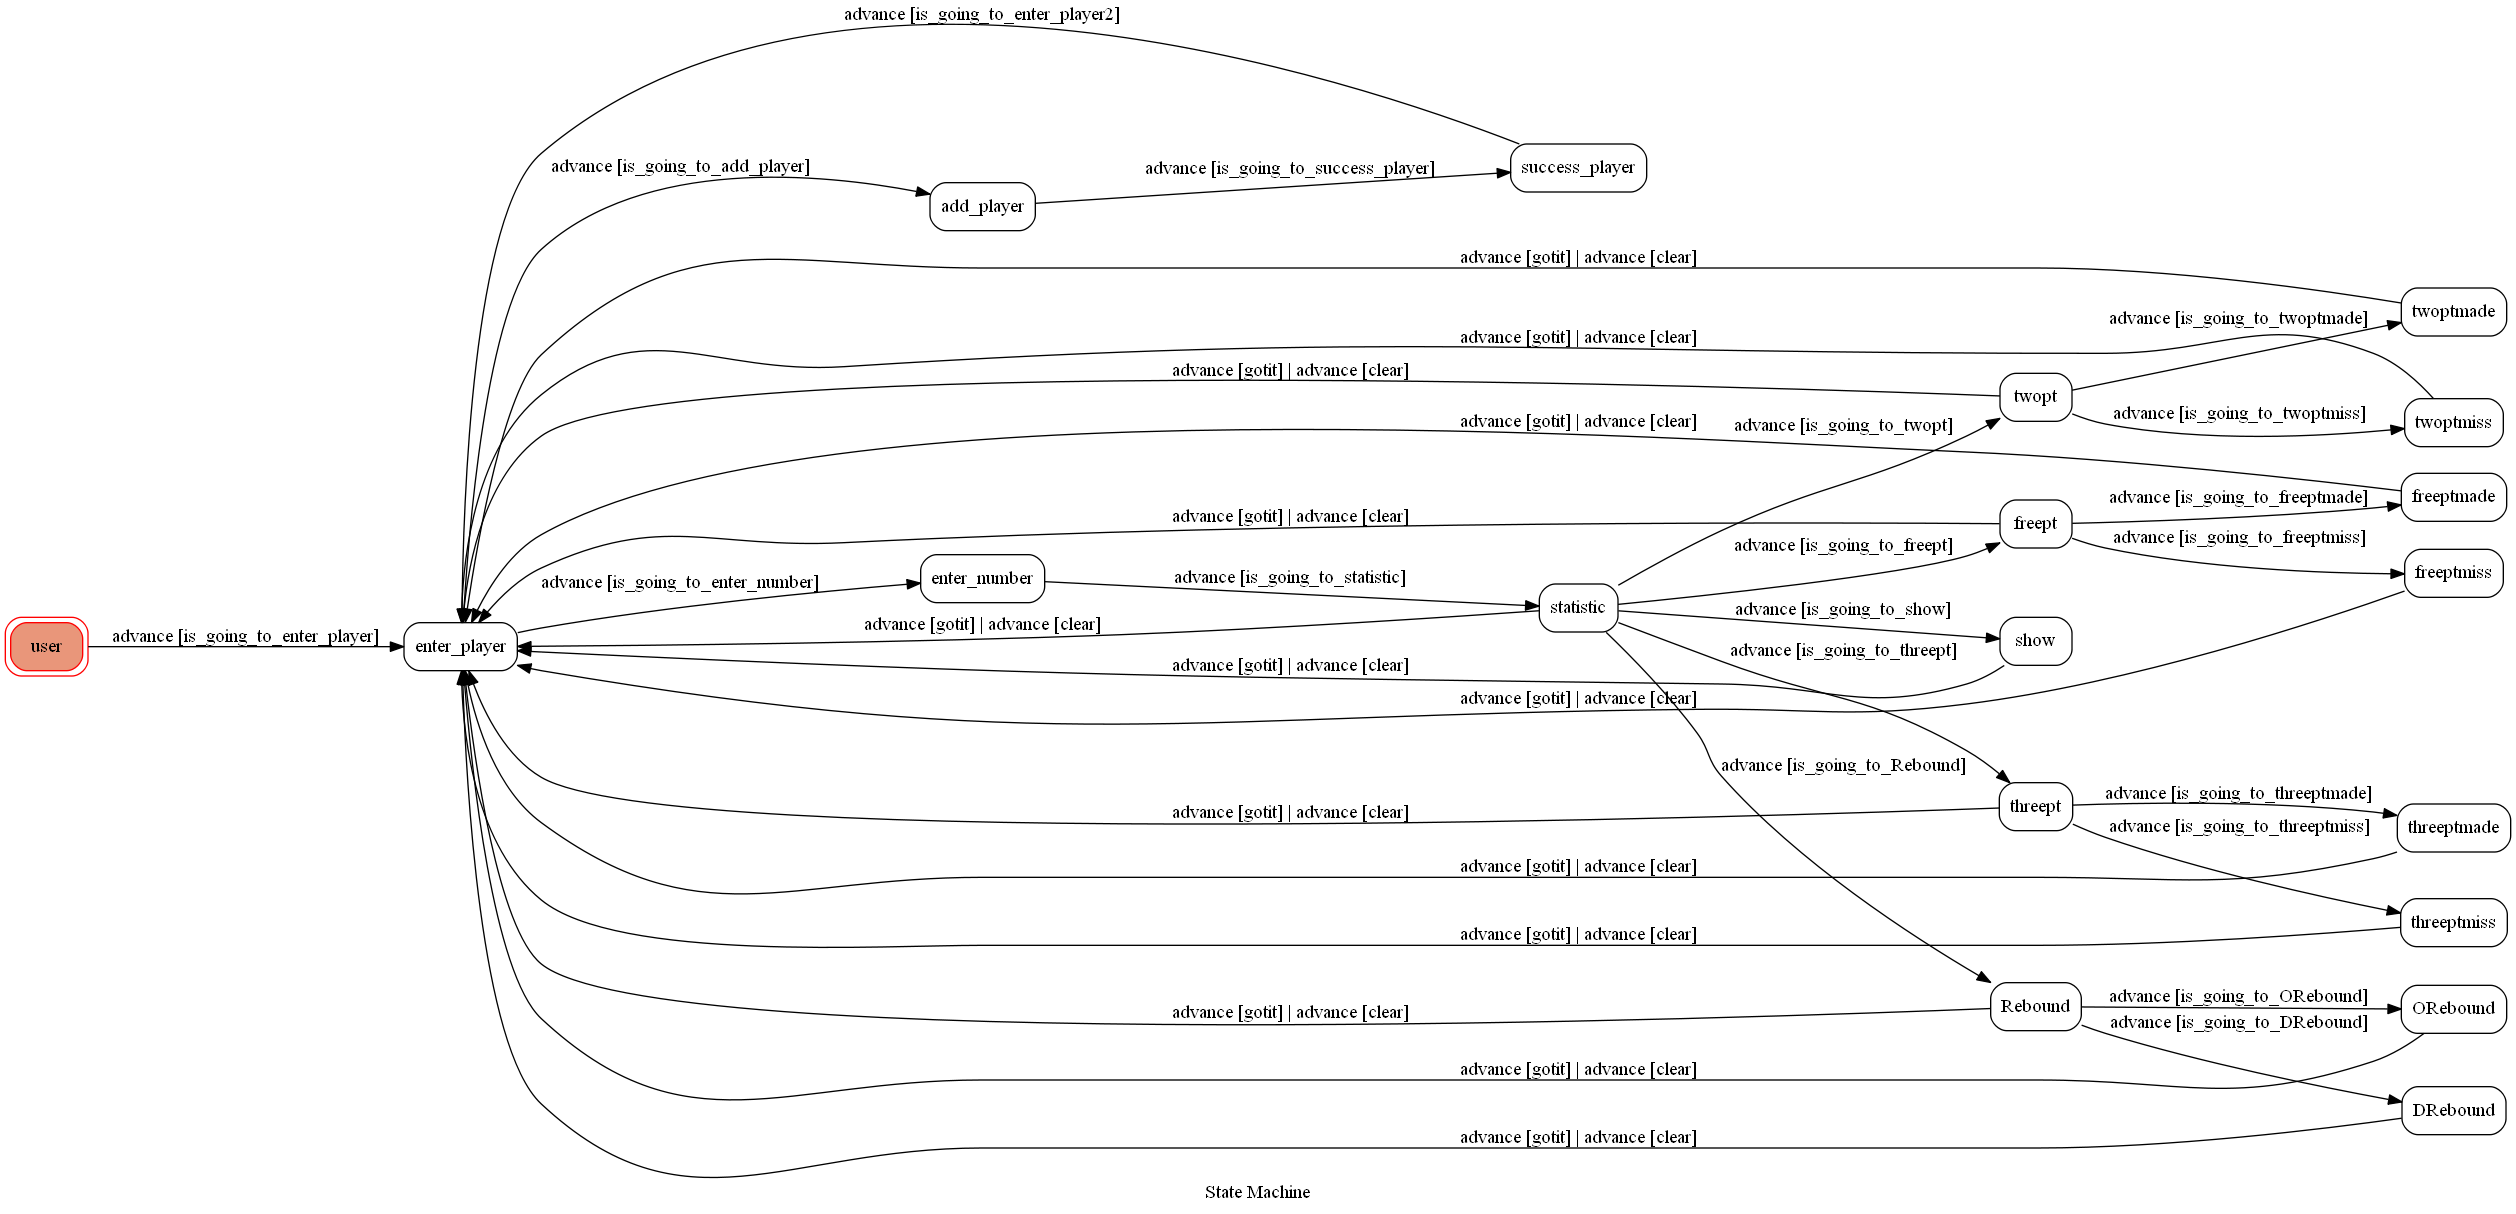 advance [is_going_to_enter_player2]
advance [is_going_to_add_player]
advance [is_going_to_success_player]
success_player
add_player
advance [gotit] | advance [clear]
twoptmade
advance [is_going_to_twoptmade]
advance [gotit] | advance [clear]
advance [gotit] | advance [clear]
twopt
advance [is_going_to_twoptmiss]
twoptmiss
advance [gotit] | advance [clear]
advance [is_going_to_twopt]
advance [is_going_to_freeptmade]
freeptmade
advance [gotit] | advance [clear]
freept
advance [is_going_to_freeptmiss]
advance [is_going_to_freept]
freeptmiss
advance [is_going_to_enter_number]
enter_number
advance [is_going_to_statistic]
statistic
advance [is_going_to_show]
advance [gotit] | advance [clear]
show
user
advance [is_going_to_enter_player]
enter_player
advance [is_going_to_threept]
advance [gotit] | advance [clear]
advance [gotit] | advance [clear]
advance [is_going_to_Rebound]
advance [is_going_to_threeptmade]
threept
advance [gotit] | advance [clear]
advance [is_going_to_threeptmiss]
threeptmade
advance [gotit] | advance [clear]
threeptmiss
advance [gotit] | advance [clear]
advance [is_going_to_ORebound]
Rebound
ORebound
advance [gotit] | advance [clear]
advance [is_going_to_DRebound]
advance [gotit] | advance [clear]
DRebound
advance [gotit] | advance [clear]
State Machine